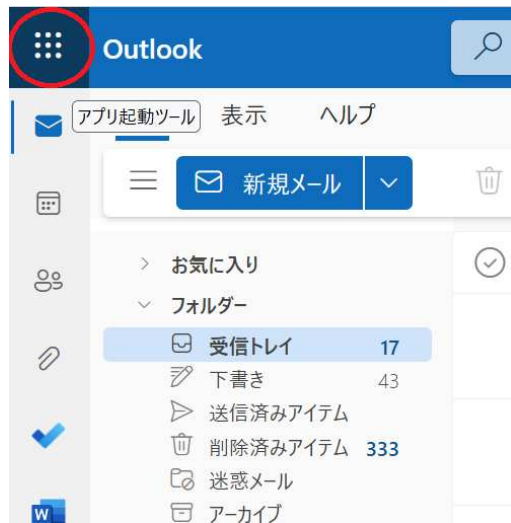 Outlook
アプリ起動ツール 表示 ヘルプ
新規メール
お気に入り
フォルダー
受信トレイ 17
下書き 43
送信済みアイテム
削除済みアイテム 333
迷惑メール
W アーカイブ